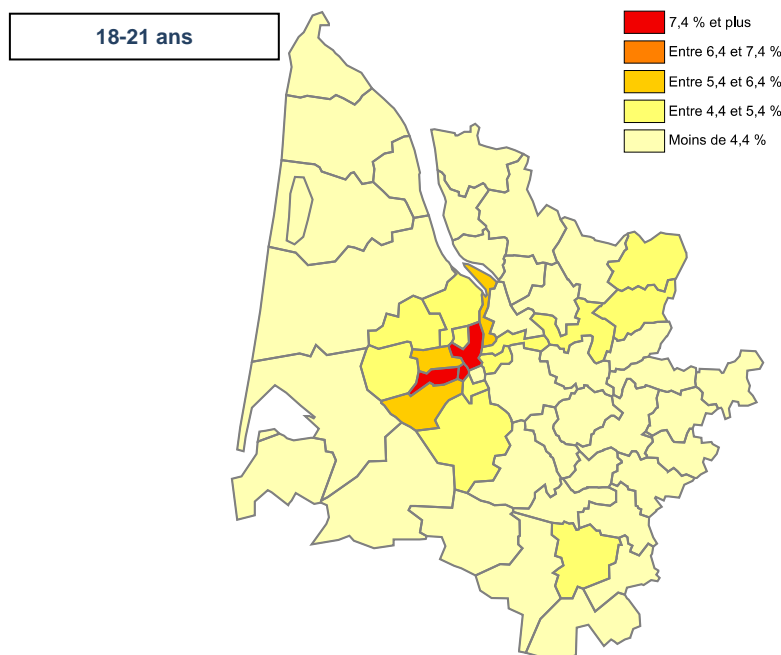 18-21 ans
7,4 % et plus
Entre 6,4 et 7,4 %
Entre 5,4 et 6,4 %
Entre 4,4 et 5,4 %
Moins de 4,4 %